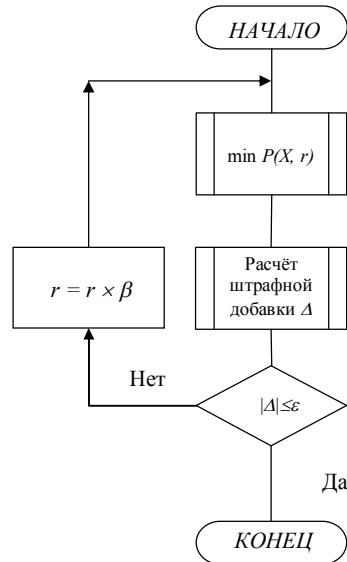 НАЧАЛО
min P(X, r)
r = r × β
Расчёт
штрафной
добавки Δ
Нет
|Δ|≤ε
Да
КОНЕЦ